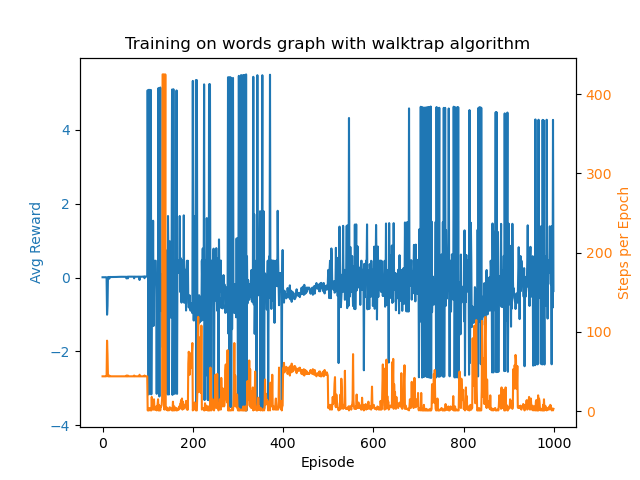 Training on words graph with walktrap algorithm
4
2
0
−2
−4
Avg Reward
400
300
200
100
0
Steps per Epoch
0 200 400 600 800 1000
Episode